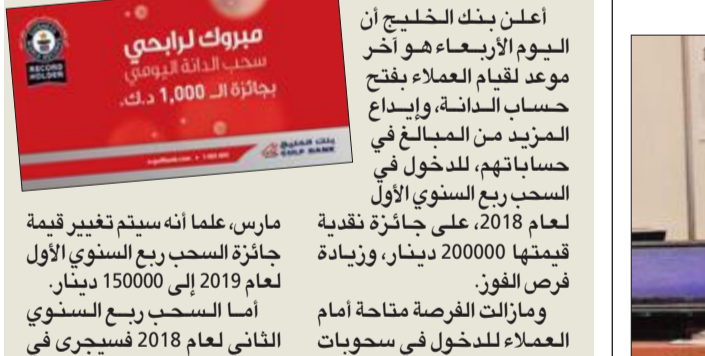 أعلن بنك الخليج أن
اليوم الأربعاء هو آخر
موعد لقيام العملاء بفتح
حساب الدانة، وإيداع
المزيد من المبالغ في
حساباتهم، للدخول في
السحب ربع السنوي الأول
لعام 2018، على جائزة نقدية
قيمتها 200000 دينار، وزيادة
فرص الفوز.
ومازالت الفرصة متاحة أمام
العملاء للدخول في سحوبات
RECORD
HOLDER
مبروك لرابحي
سحب الدانة اليومي
بجائزة الـ 1,000 د.ك.
بنك الخليج
GULF BANK
مارس، علما أنه سيتم تغيير قيمة
جائزة السحب ربع السنوي الأول
لعام 2019 إلى 150000 دينار.
أما السحب ربع السنوي
الثاني لعام 2018 فسيجرى في